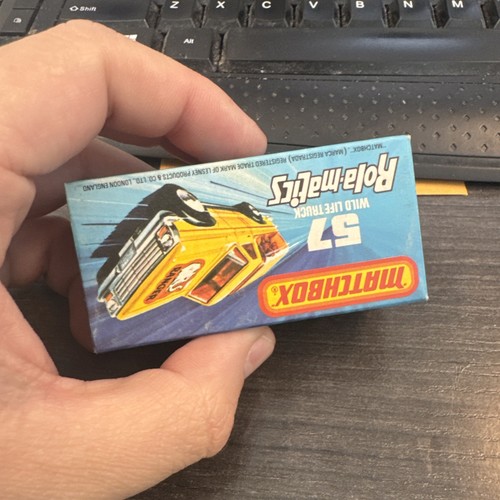 MATCHBOX
57
WILD LIFE TRUCK
Rola-matics
"MATCHBOX" (MARCA REGISTRADA) REGISTERED TRADE MARK OF LESNEY PRODUCTS & CO. LTD., LONDON ENGLAND
RANGER
Shift
Z X C V B N M
Alt